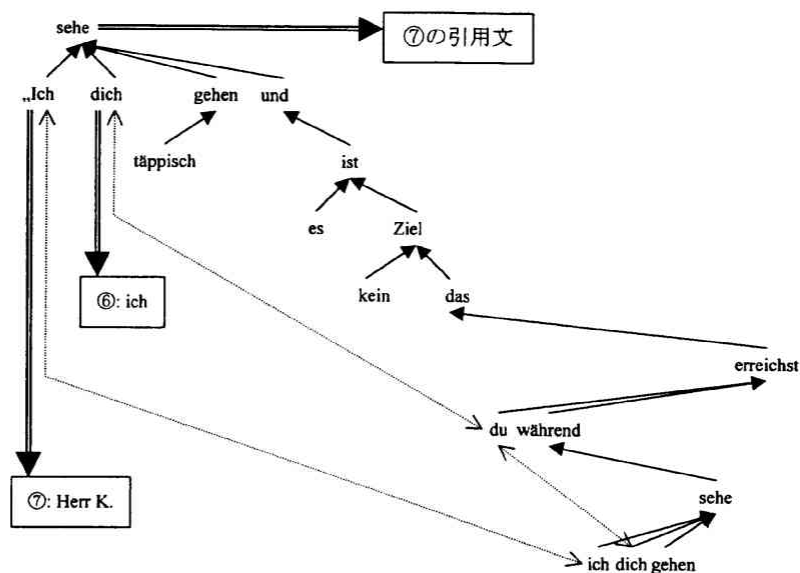 sehe
⑦の引用文
„Ich dich gehen und
täppisch ist
es Ziel
⑥: ich
kein das
erreichst
du während
⑦: Herr K.
sehe
ich dich gehen